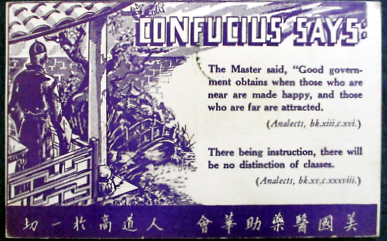 CONFUCIUS SAYS:
The Master said, "Good govern-
ment obtains when those who are
near are made happy, and those
who are far are attracted.
(Analects, bk.xiii,c.xvi.)
There being instruction, there will
be no distinction of classes.
(Analects, bk.xv,c.xxxviii.)
切一於高道人 會華助藥醫國美